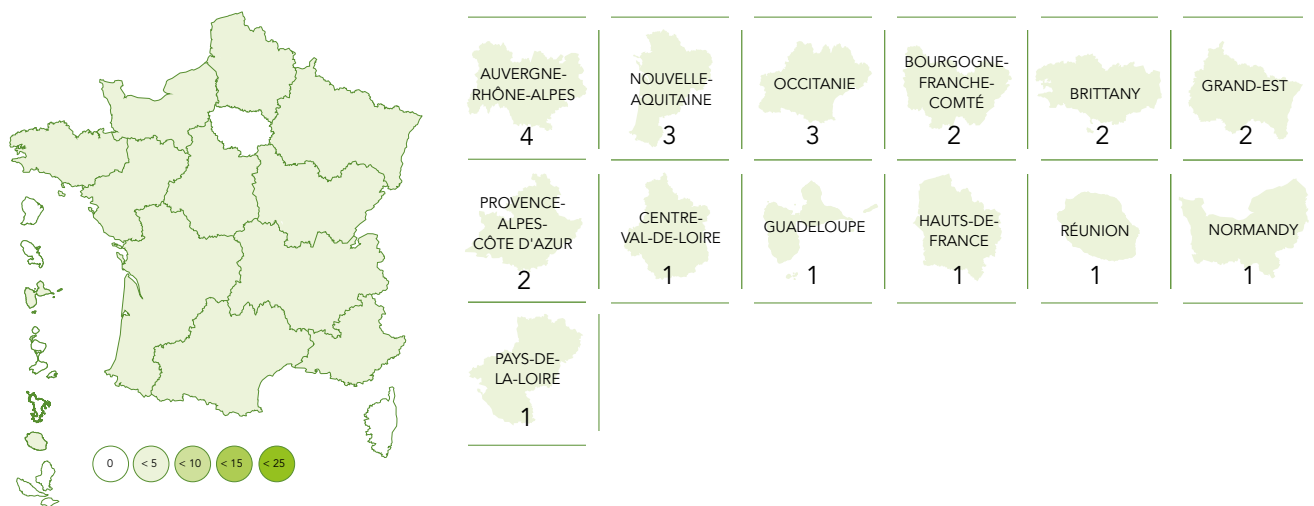 AUVERGNE-
RHÔNE-ALPES
4
NOUVELLE-
AQUITAINE
3
OCCITANIE
3
BOURGOGNE-
FRANCHE-
COMTÉ
2
BRITTANY
2
GRAND-EST
2
PROVENCE-
ALPES-
CÔTE D'AZUR
2
CENTRE-
VAL-DE-LOIRE
1
GUADELOUPE
1
HAUTS-DE-
FRANCE
1
RÉUNION
1
NORMANDY
1
PAYS-DE-
LA-LOIRE
1
0
< 5
< 10
< 15
< 25